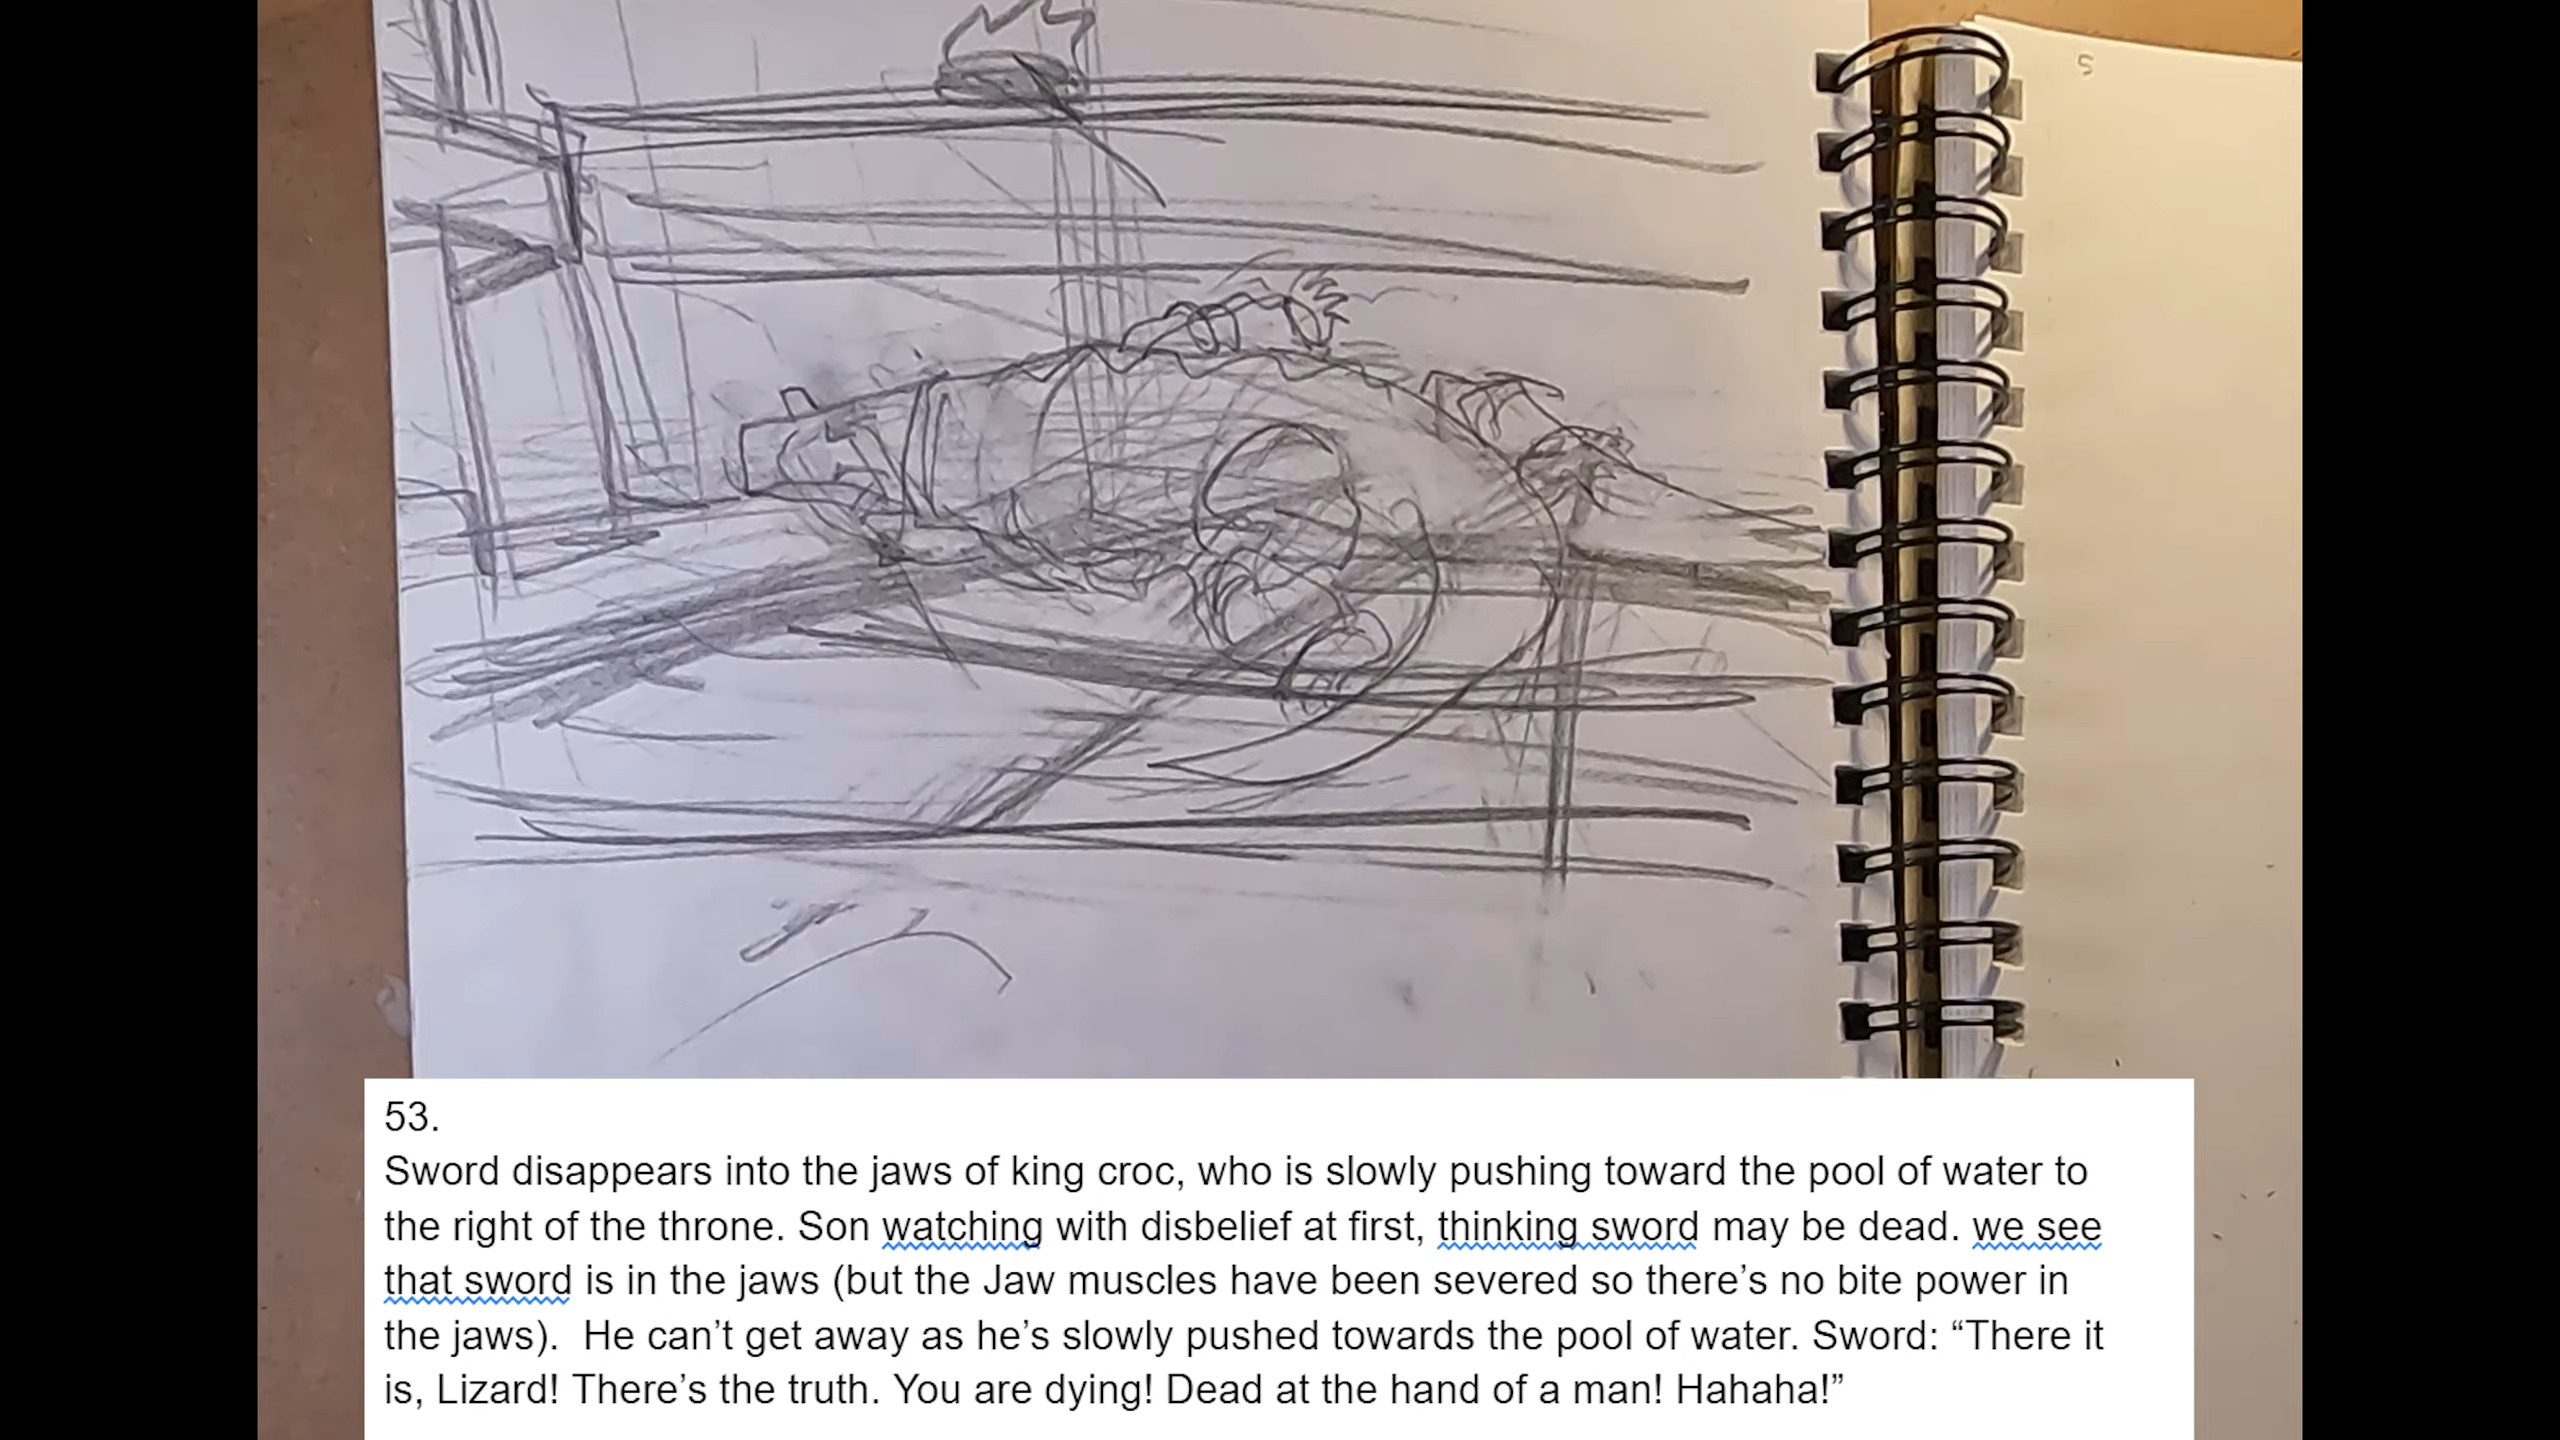 S
53.
Sword disappears into the jaws of king croc, who is slowly pushing toward the pool of water to
the right of the throne. Son watching with disbelief at first, thinking sword may be dead. we see
that sword is in the jaws (but the Jaw muscles have been severed so there’s no bite power in
the jaws).  He can’t get away as he’s slowly pushed towards the pool of water. Sword: “There it
is, Lizard! There’s the truth. You are dying! Dead at the hand of a man! Hahaha!”